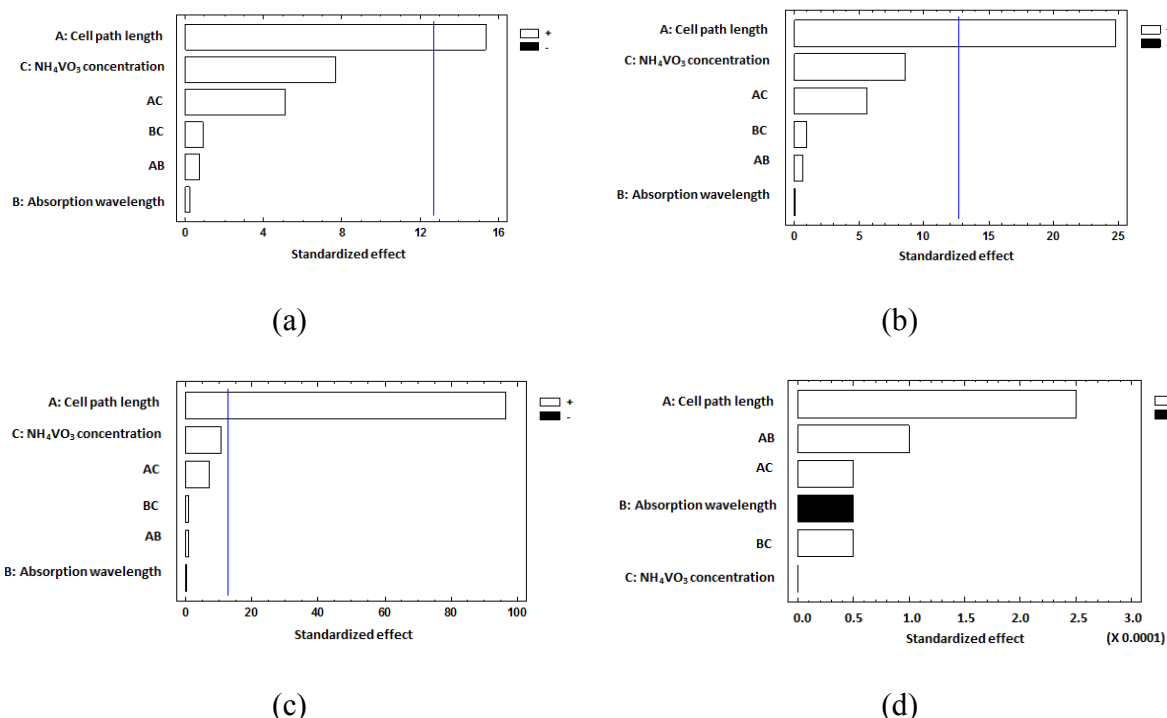 A: Cell path length
C: NH₄VO₃ concentration
AC
BC
AB
B: Absorption wavelength
0 4 8 12 16
Standardized effect
+
-
(a)
A: Cell path length
C: NH₄VO₃ concentration
AC
BC
AB
B: Absorption wavelength
0 5 10 15 20 25
Standardized effect
(b)
A: Cell path length
C: NH₄VO₃ concentration
AC
BC
AB
B: Absorption wavelength
0 20 40 60 80 100
Standardized effect
+
-
(c)
A: Cell path length
AB
AC
B: Absorption wavelength
BC
C: NH₄VO₃ concentration
0.0 0.5 1.0 1.5 2.0 2.5 3.0
Standardized effect (X 0.0001)
(d)